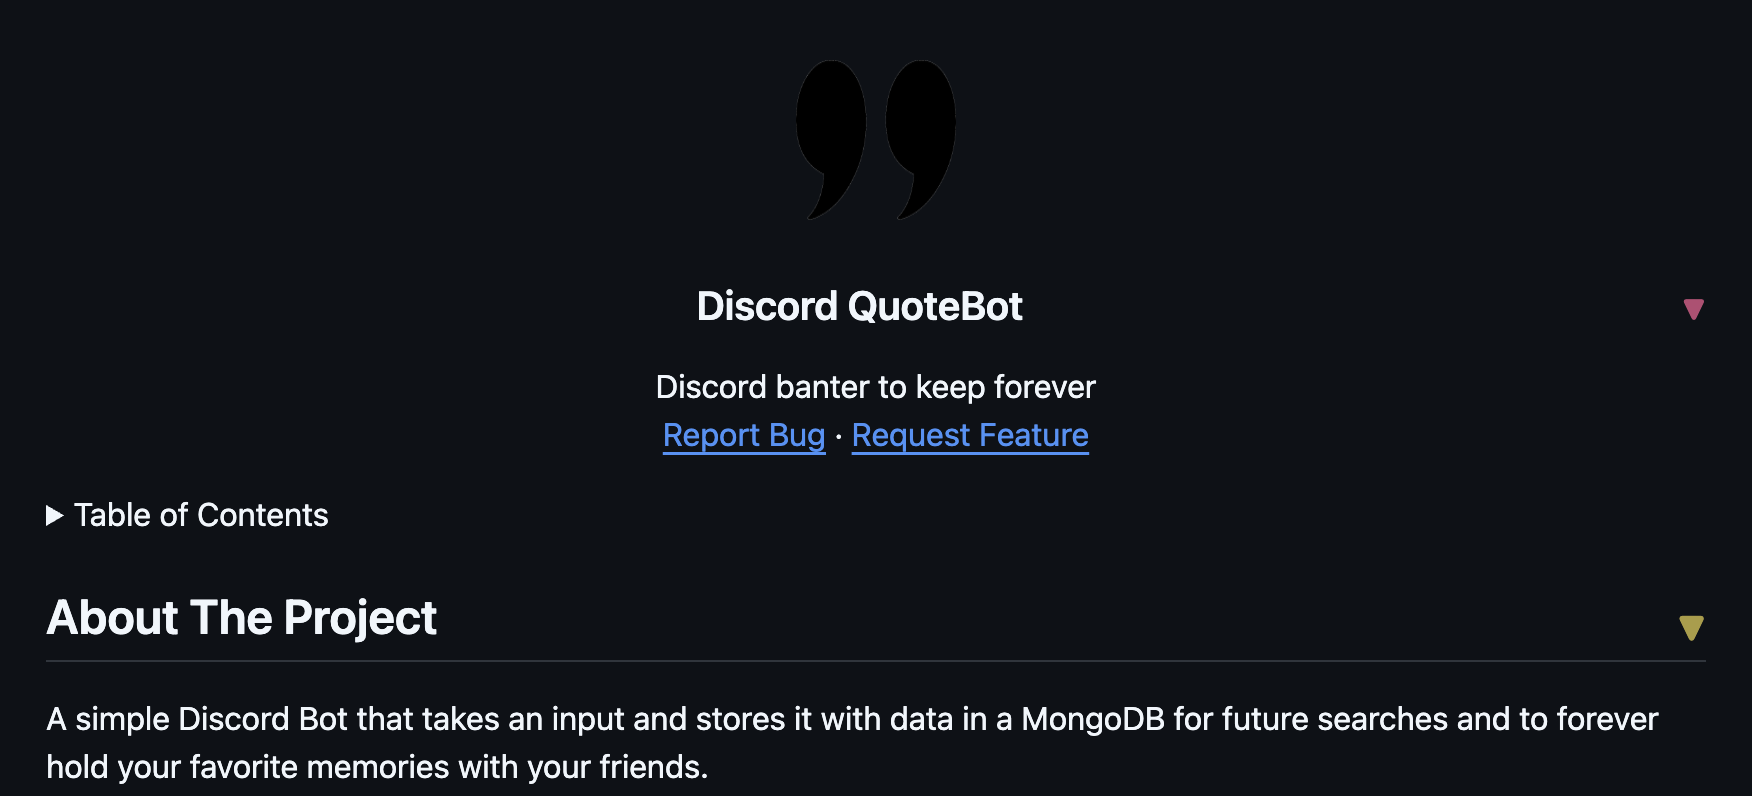 Discord QuoteBot
Discord banter to keep forever
Report Bug · Request Feature
Table of Contents
About The Project
A simple Discord Bot that takes an input and stores it with data in a MongoDB for future searches and to forever
hold your favorite memories with your friends.